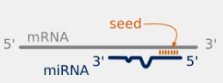 seed
5' mRNA 3'
miRNA 3' 5'